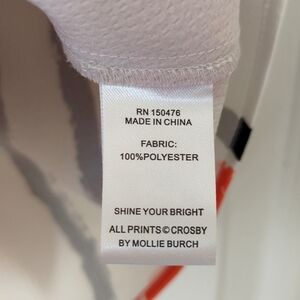 RN 150476
MADE IN CHINA
FABRIC:
100%POLYESTER
SHINE YOUR BRIGHT
ALL PRINTS © CROSBY
BY MOLLIE BURCH